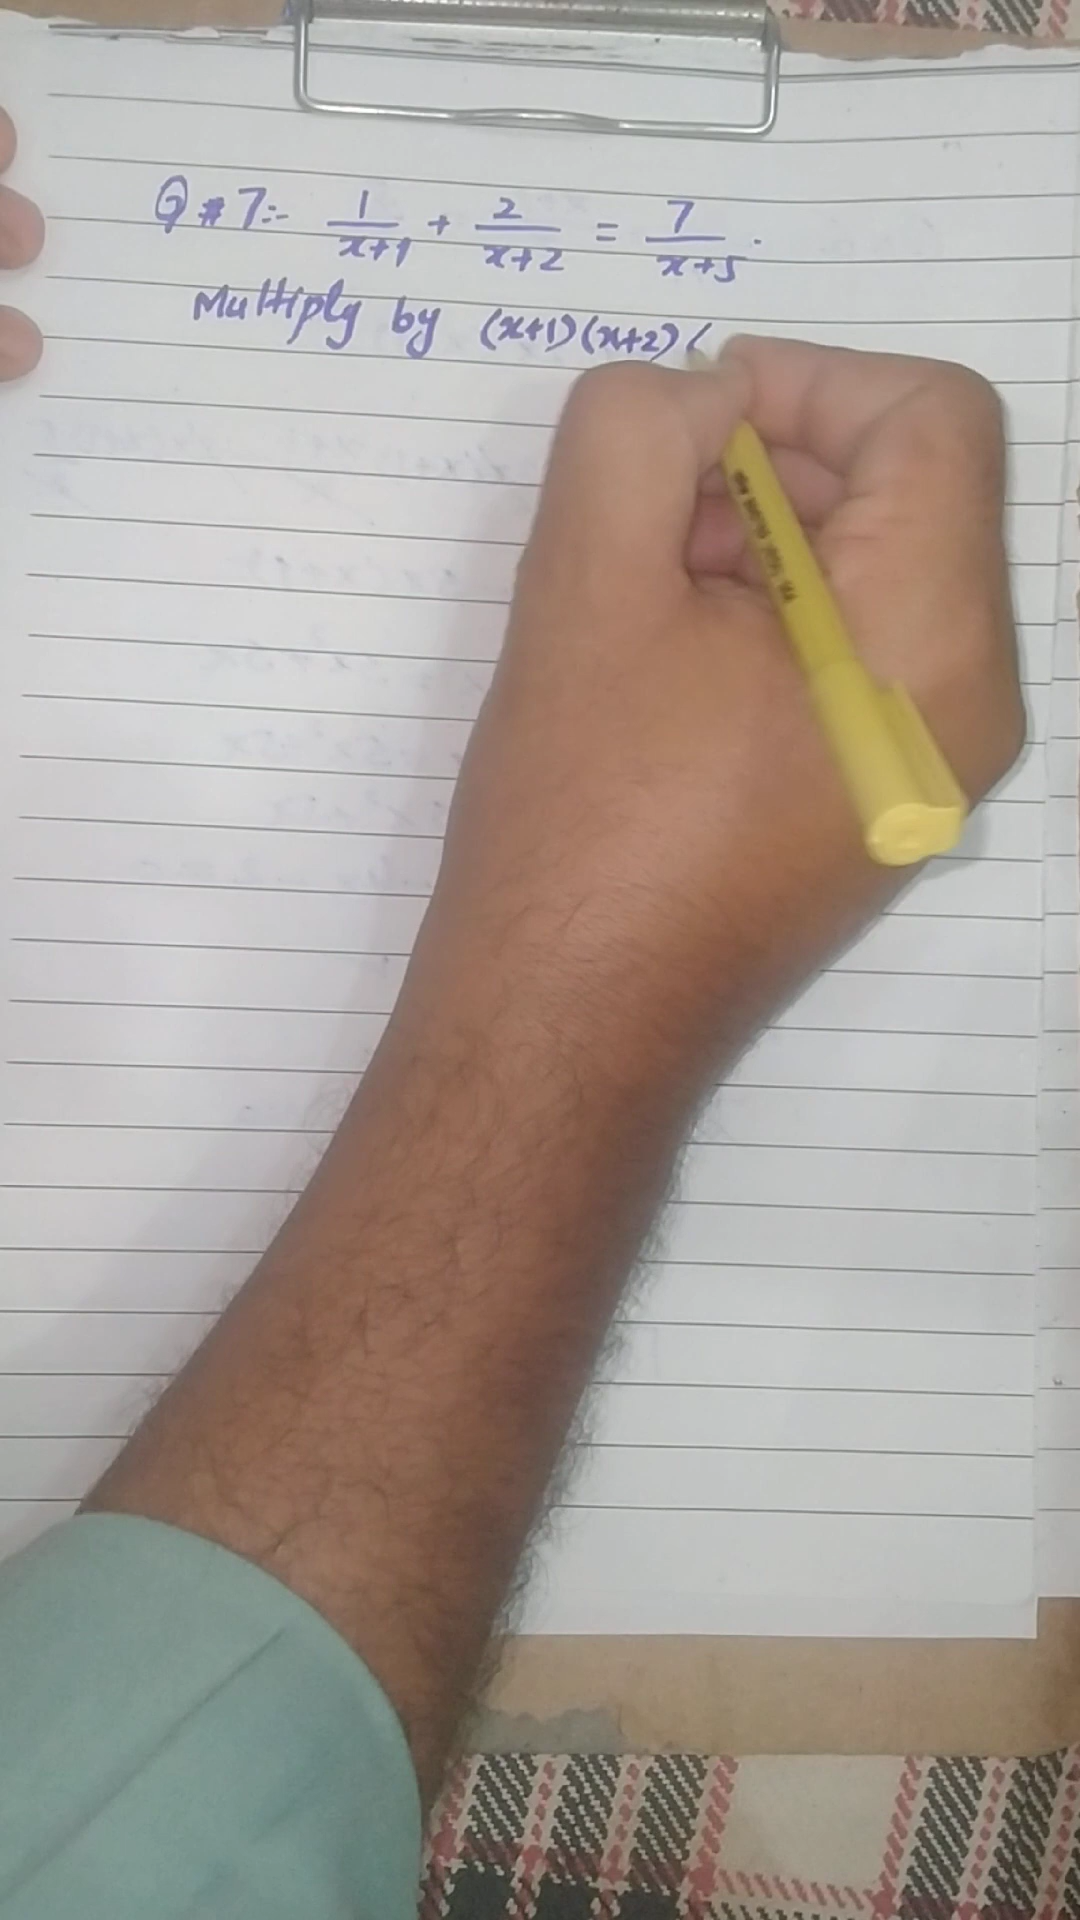 Q#7:- 1/x+1 + 2/x+2 = 7/x+5.
Multiply by (x+1)(x+2)(